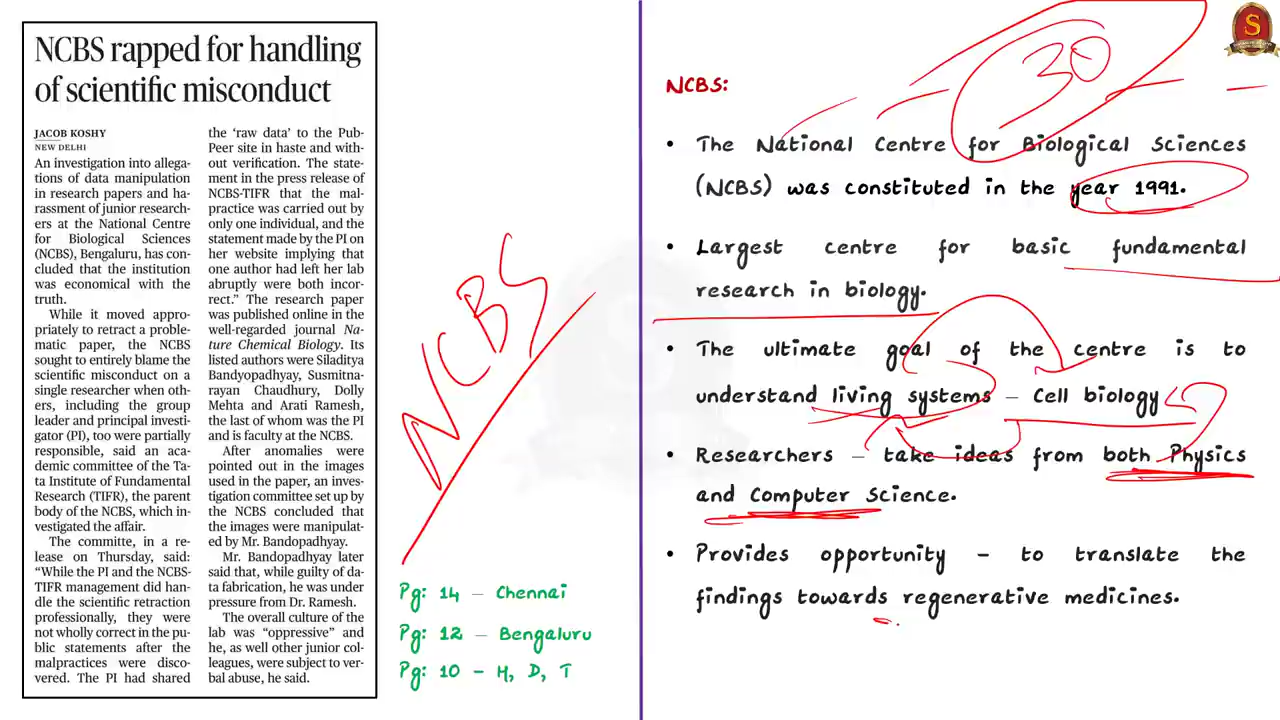 NCBS rapped for handling
of scientific misconduct
JACOB KOSHY
NEW DELHI
An investigation into allega-
tions of data manipulation
in research papers and ha-
rassment of junior research-
ers at the National Centre
for Biological Sciences
(NCBS), Bengaluru, has con-
cluded that the institution
was economical with the
truth.
While it moved appro-
priately to retract a proble-
matic paper, the NCBS
sought to entirely blame the
scientific misconduct on a
single researcher when oth-
ers, including the group
leader and principal investi-
gator (PI), too were partially
responsible, said an aca-
demic committee of the Ta-
ta Institute of Fundamental
Research (TIFR), the parent
body of the NCBS, which in-
vestigated the affair.
The committe, in a re-
lease on Thursday, said:
“While the PI and the NCBS-
TIFR management did han-
dle the scientific retraction
professionally, they were
not wholly correct in the pu-
blic statements after the
malpractices were disco-
vered. The PI had shared
the ‘raw data’ to the Pub-
Peer site in haste and with-
out verification. The state-
ment in the press release of
NCBS-TIFR that the mal-
practice was carried out by
only one individual, and the
statement made by the PI on
her website implying that
one author had left her lab
abruptly were both incor-
rect.” The research paper
was published online in the
well-regarded journal Na-
ture Chemical Biology. Its
listed authors were Siladitya
Bandyopadhyay, Susmitna-
rayan Chaudhury, Dolly
Mehta and Arati Ramesh,
the last of whom was the PI
and is faculty at the NCBS.
After anomalies were
pointed out in the images
used in the paper, an inves-
tigation committee set up by
the NCBS concluded that
the images were manipulat-
ed by Mr. Bandopadhyay.
Mr. Bandopadhyay later
said that, while guilty of da-
ta fabrication, he was under
pressure from Dr. Ramesh.
The overall culture of the
lab was “oppressive” and
he, as well other junior col-
leagues, were subject to ver-
bal abuse, he said.
NCBS
Pg: 14 – Chennai
Pg: 12 – Bengaluru
Pg: 10 - H, D, T
30
S
NCBS:
• The National Centre for Biological Sciences
(NCBS) was constituted in the year 1991.
• Largest centre for basic fundamental
research in biology.
• The ultimate goal of the centre is to
understand living systems – Cell biology
• Researchers – take ideas from both Physics
and Computer Science.
• Provides opportunity – to translate the
findings towards regenerative medicines.